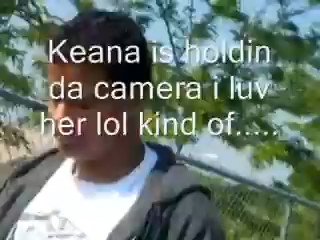 Keana is holdin
da camera i luv
her lol kind of.....